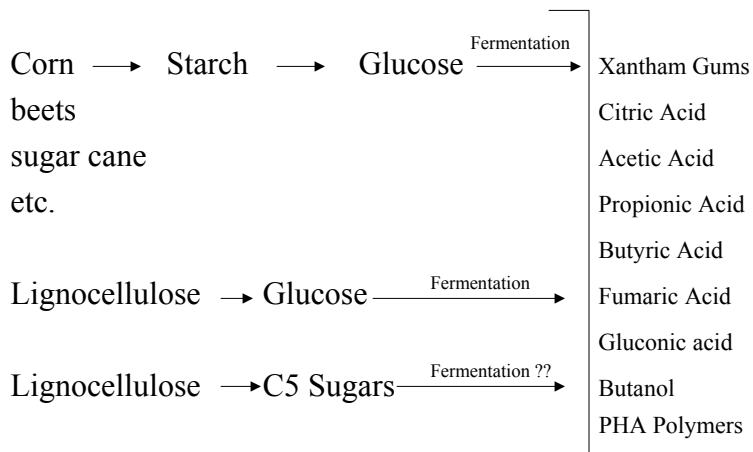 Fermentation
Corn Starch Glucose Xantham Gums
beets Citric Acid
sugar cane Acetic Acid
etc. Propionic Acid
Butyric Acid
Lignocellulose Glucose Fermentation Fumaric Acid
Gluconic acid
Lignocellulose C5 Sugars Fermentation ?? Butanol
PHA Polymers